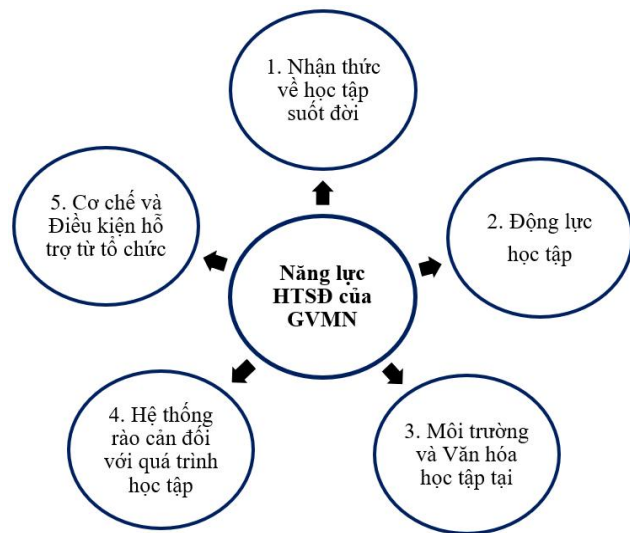 1. Nhận thức
về học tập
suốt đời
5. Cơ chế và
Điều kiện hỗ
trợ từ tổ chức
2. Động lực
học tập
Năng lực
HTSĐ của
GVMN
4. Hệ thống
rào cản đối
với quá trình
học tập
3. Môi trường
và Văn hóa
học tập tại